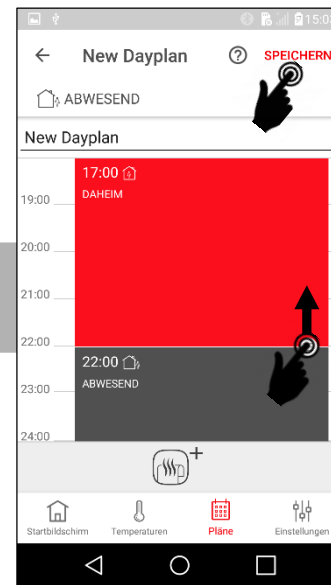 15:03
New Dayplan
SPEICHERN
ABWESEND
New Dayplan
17:00
DAHEIM
19:00
20:00
21:00
22:00
22:00
ABWESEND
23:00
24:00
+
Startbildschirm Temperaturen Pläne Einstellungen